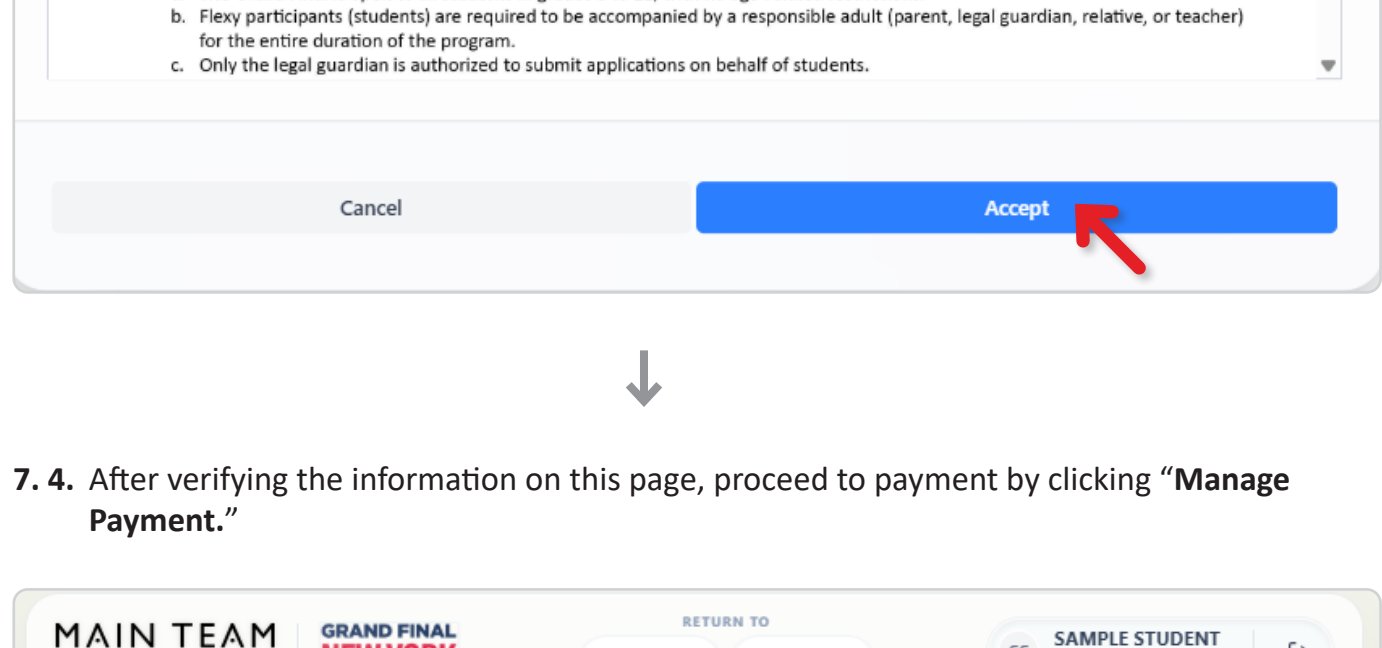 b. Flexy participants (students) are required to be accompanied by a responsible adult (parent, legal guardian, relative, or teacher)
for the entire duration of the program.
c. Only the legal guardian is authorized to submit applications on behalf of students.
Cancel
Accept
7. 4. After verifying the information on this page, proceed to payment by clicking “Manage
Payment.”
RETURN TO
MAIN TEAM
GRAND FINAL
SAMPLE STUDENT
NEW YORK